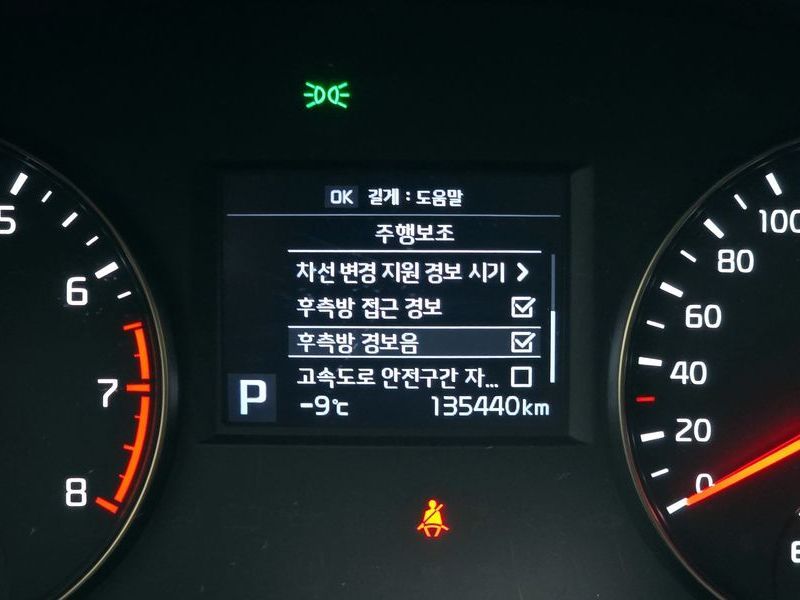 OK 길게 : 도움말
주행보조
차선 변경 지원 경보 시기
후측방 접근 경보
후측방 경보음
고속도로 안전구간 자...
P
-9℃ 135440km
5
6
7
8
100
80
60
40
20
0